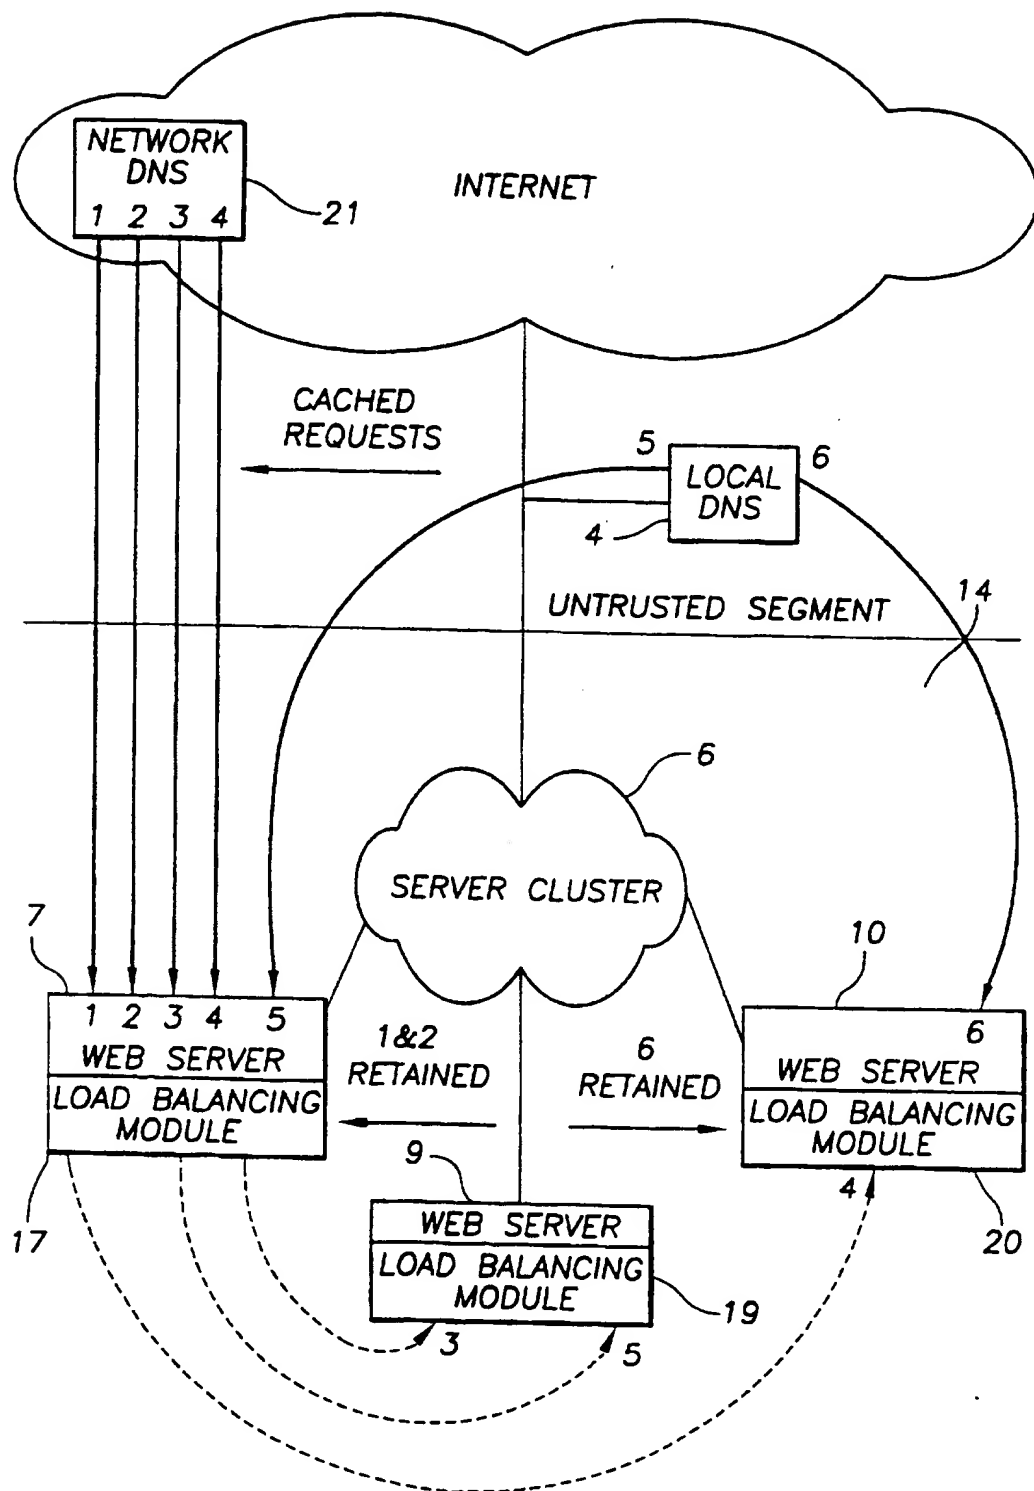 NETWORK
DNS
1 2 3 4
21
INTERNET
CACHED
REQUESTS
5
LOCAL
DNS
6
4
UNTRUSTED SEGMENT
14
6
SERVER CLUSTER
7
10
1 2 3 4 5
WEB SERVER
LOAD BALANCING
MODULE
17
1&2
RETAINED
6
RETAINED
6
WEB SERVER
LOAD BALANCING
MODULE
4
20
9
WEB SERVER
LOAD BALANCING
MODULE
19
3
5